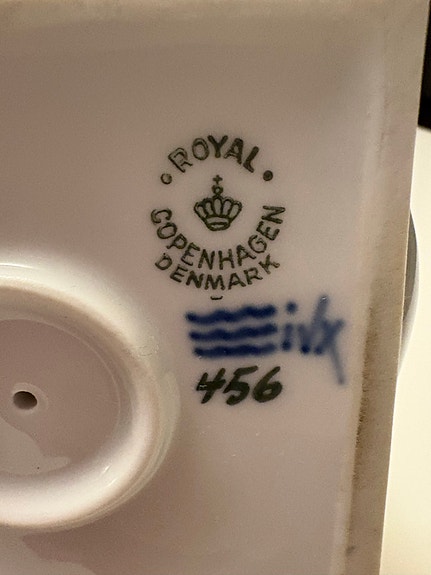 ROYAL
COPENHAGEN
DENMARK
456